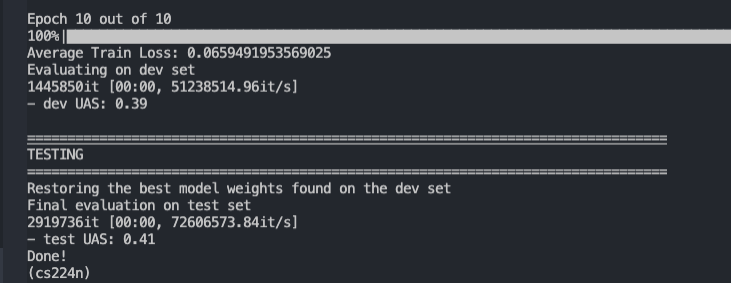 Epoch 10 out of 10
100%|
Average Train Loss: 0.0659491953569025
Evaluating on dev set
1445850it [00:00, 51238514.96it/s]
- dev UAS: 0.39
================================================================================
TESTING
================================================================================
Restoring the best model weights found on the dev set
Final evaluation on test set
2919736it [00:00, 72606573.84it/s]
- test UAS: 0.41
Done!
(cs224n)